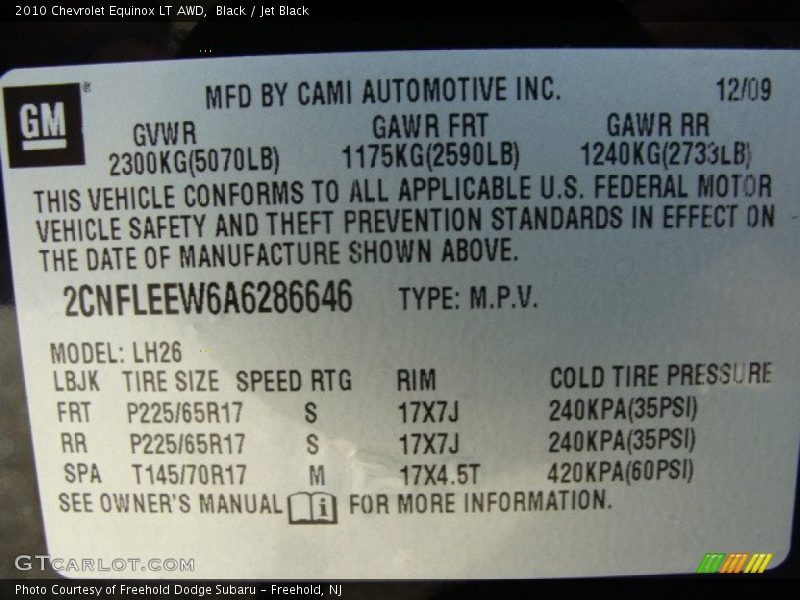 2010 Chevrolet Equinox LT AWD,  Black / Jet Black
GM ®
MFD BY CAMI AUTOMOTIVE INC. 12/09
GVWR GAWR FRT GAWR RR
2300KG(5070LB) 1175KG(2590LB) 1240KG(2733LB)
THIS VEHICLE CONFORMS TO ALL APPLICABLE U.S. FEDERAL MOTOR
VEHICLE SAFETY AND THEFT PREVENTION STANDARDS IN EFFECT ON
THE DATE OF MANUFACTURE SHOWN ABOVE.
2CNFLEEW6A6286646 TYPE: M.P.V.
MODEL: LH26
LBJK TIRE SIZE SPEED RTG RIM COLD TIRE PRESSURE
FRT P225/65R17 S 17X7J 240KPA(35PSI)
RR P225/65R17 S 17X7J 240KPA(35PSI)
SPA T145/70R17 M 17X4.5T 420KPA(60PSI)
SEE OWNER'S MANUAL i FOR MORE INFORMATION.
GTCARLOT.COM
Photo Courtesy of Freehold Dodge Subaru – Freehold, NJ